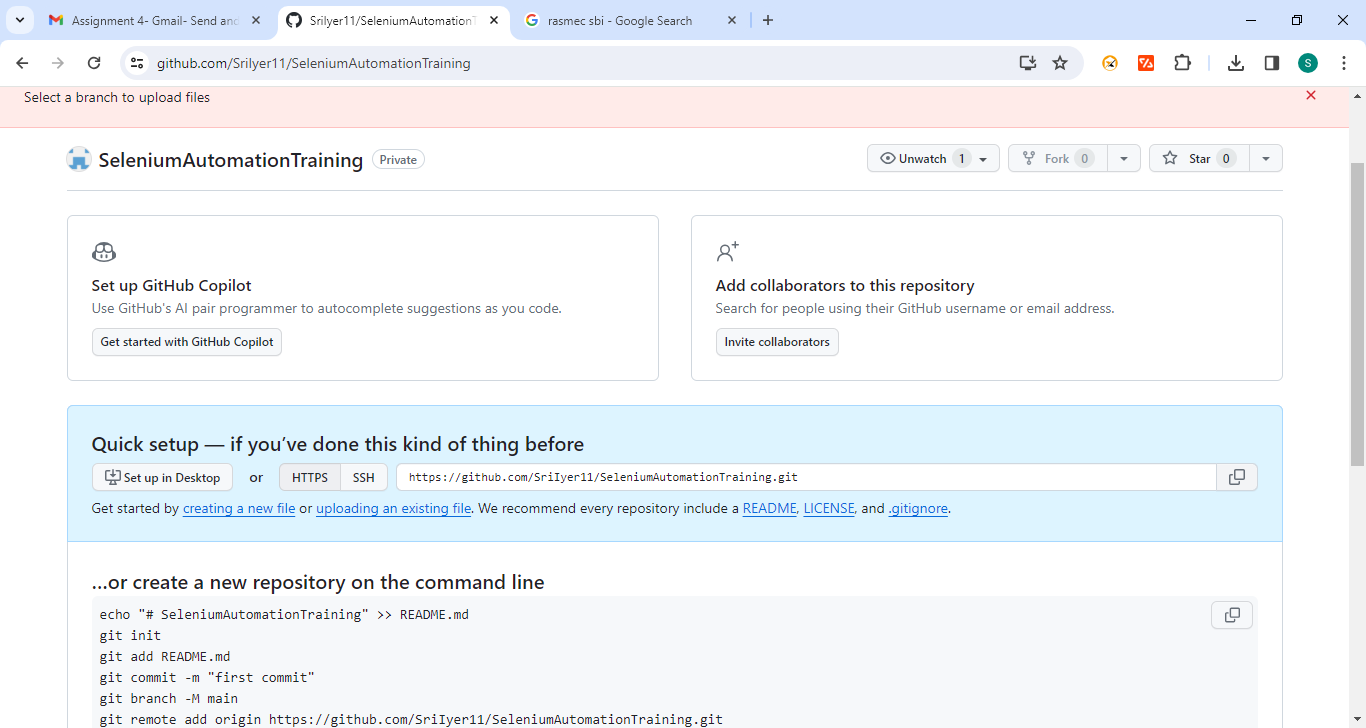 Assignment 4- Gmail- Send and
SriIyer11/SeleniumAutomationT
rasmec sbi - Google Search
github.com/SriIyer11/SeleniumAutomationTraining
S
Select a branch to upload files
SeleniumAutomationTraining Private
Unwatch 1
Fork 0
Star 0
Set up GitHub Copilot
Use GitHub's AI pair programmer to autocomplete suggestions as you code.
Get started with GitHub Copilot
Add collaborators to this repository
Search for people using their GitHub username or email address.
Invite collaborators
Quick setup — if you’ve done this kind of thing before
Set up in Desktop or HTTPS SSH https://github.com/SriIyer11/SeleniumAutomationTraining.git
Get started by creating a new file or uploading an existing file. We recommend every repository include a README, LICENSE, and .gitignore.
…or create a new repository on the command line
echo "# SeleniumAutomationTraining" >> README.md
git init
git add README.md
git commit -m "first commit"
git branch -M main
git remote add origin https://github.com/SriIyer11/SeleniumAutomationTraining.git